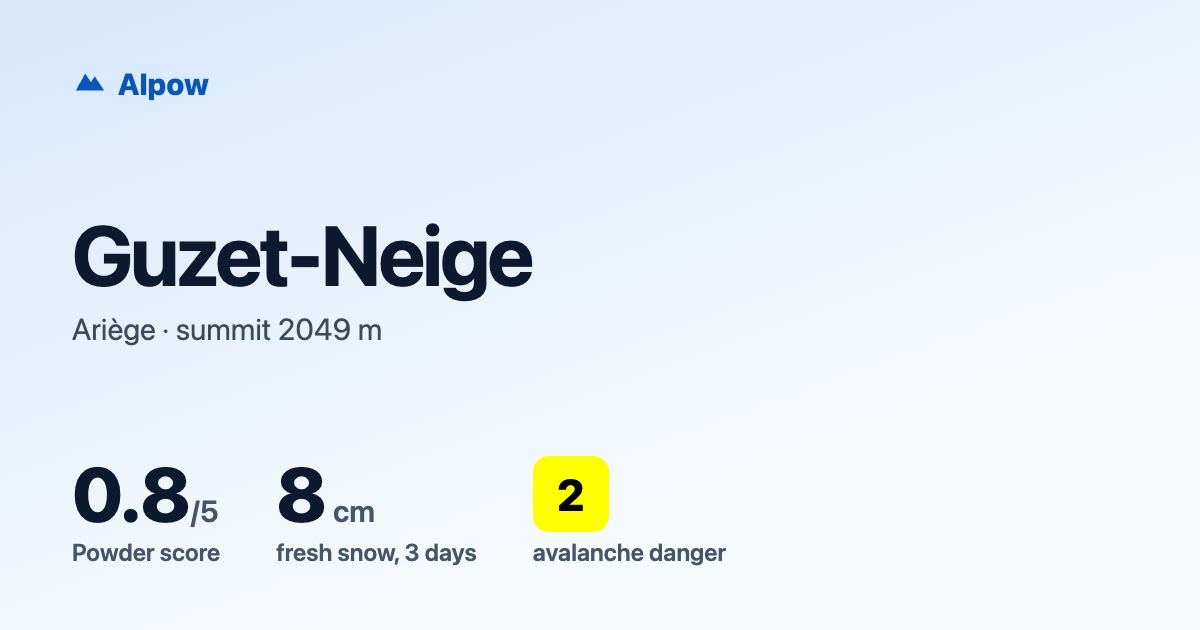 Alpow
Guzet-Neige
Ariège · summit 2049 m
0.8/5
Powder score
8 cm
fresh snow, 3 days
2
avalanche danger